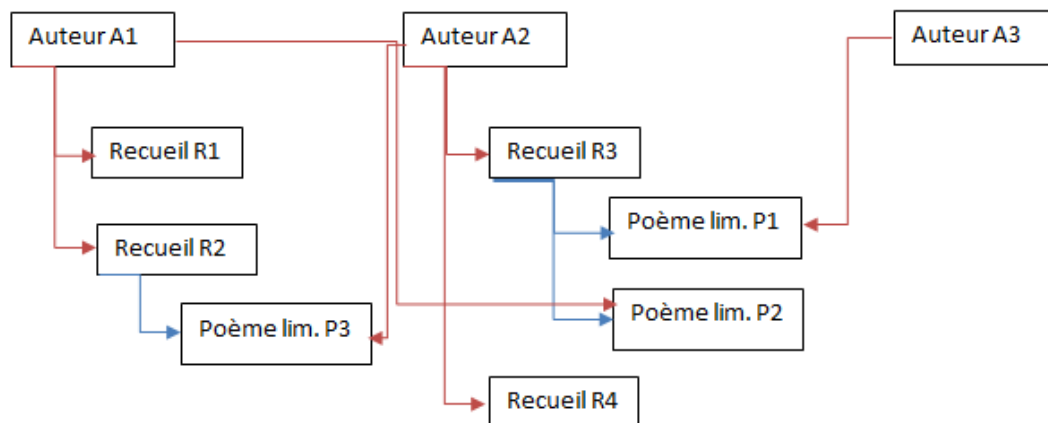 Auteur A1
Auteur A2
Auteur A3
Recueil R1
Recueil R3
Poème lim. P1
Recueil R2
Poème lim. P2
Poème lim. P3
Recueil R4